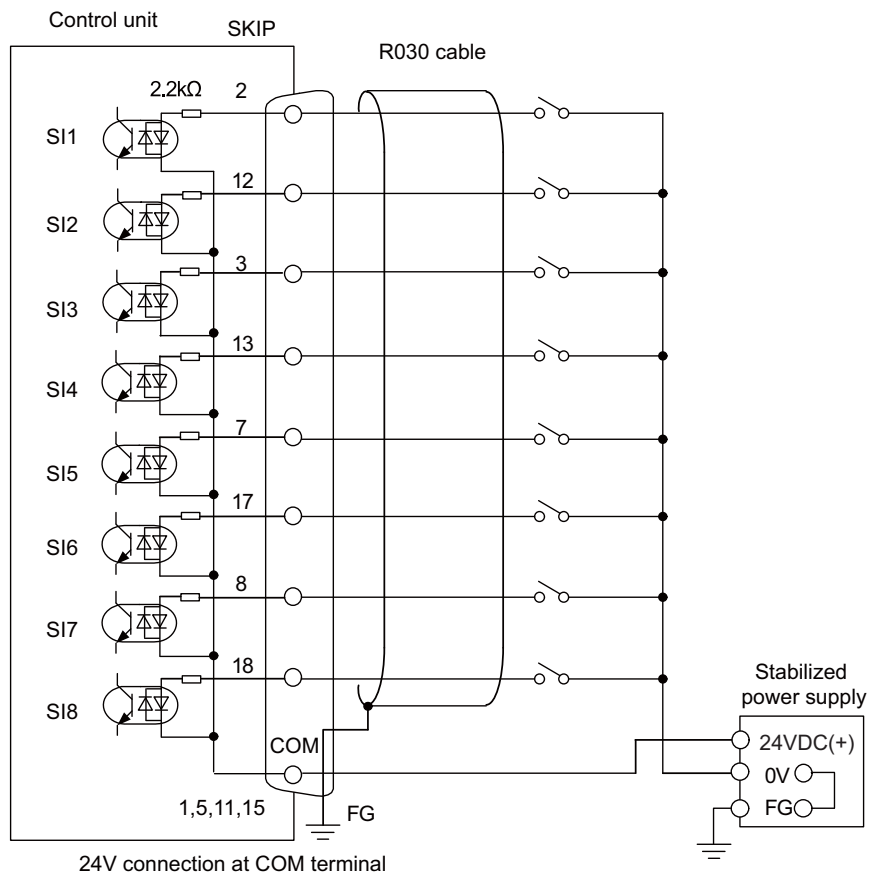 Control unit
SKIP
R030 cable
2.2kΩ
2
SI1
12
SI2
3
SI3
13
SI4
7
SI5
17
SI6
8
SI7
18
SI8
Stabilized
power supply
24VDC(+)
COM
0V
1,5,11,15
FG
FG
24V connection at COM terminal